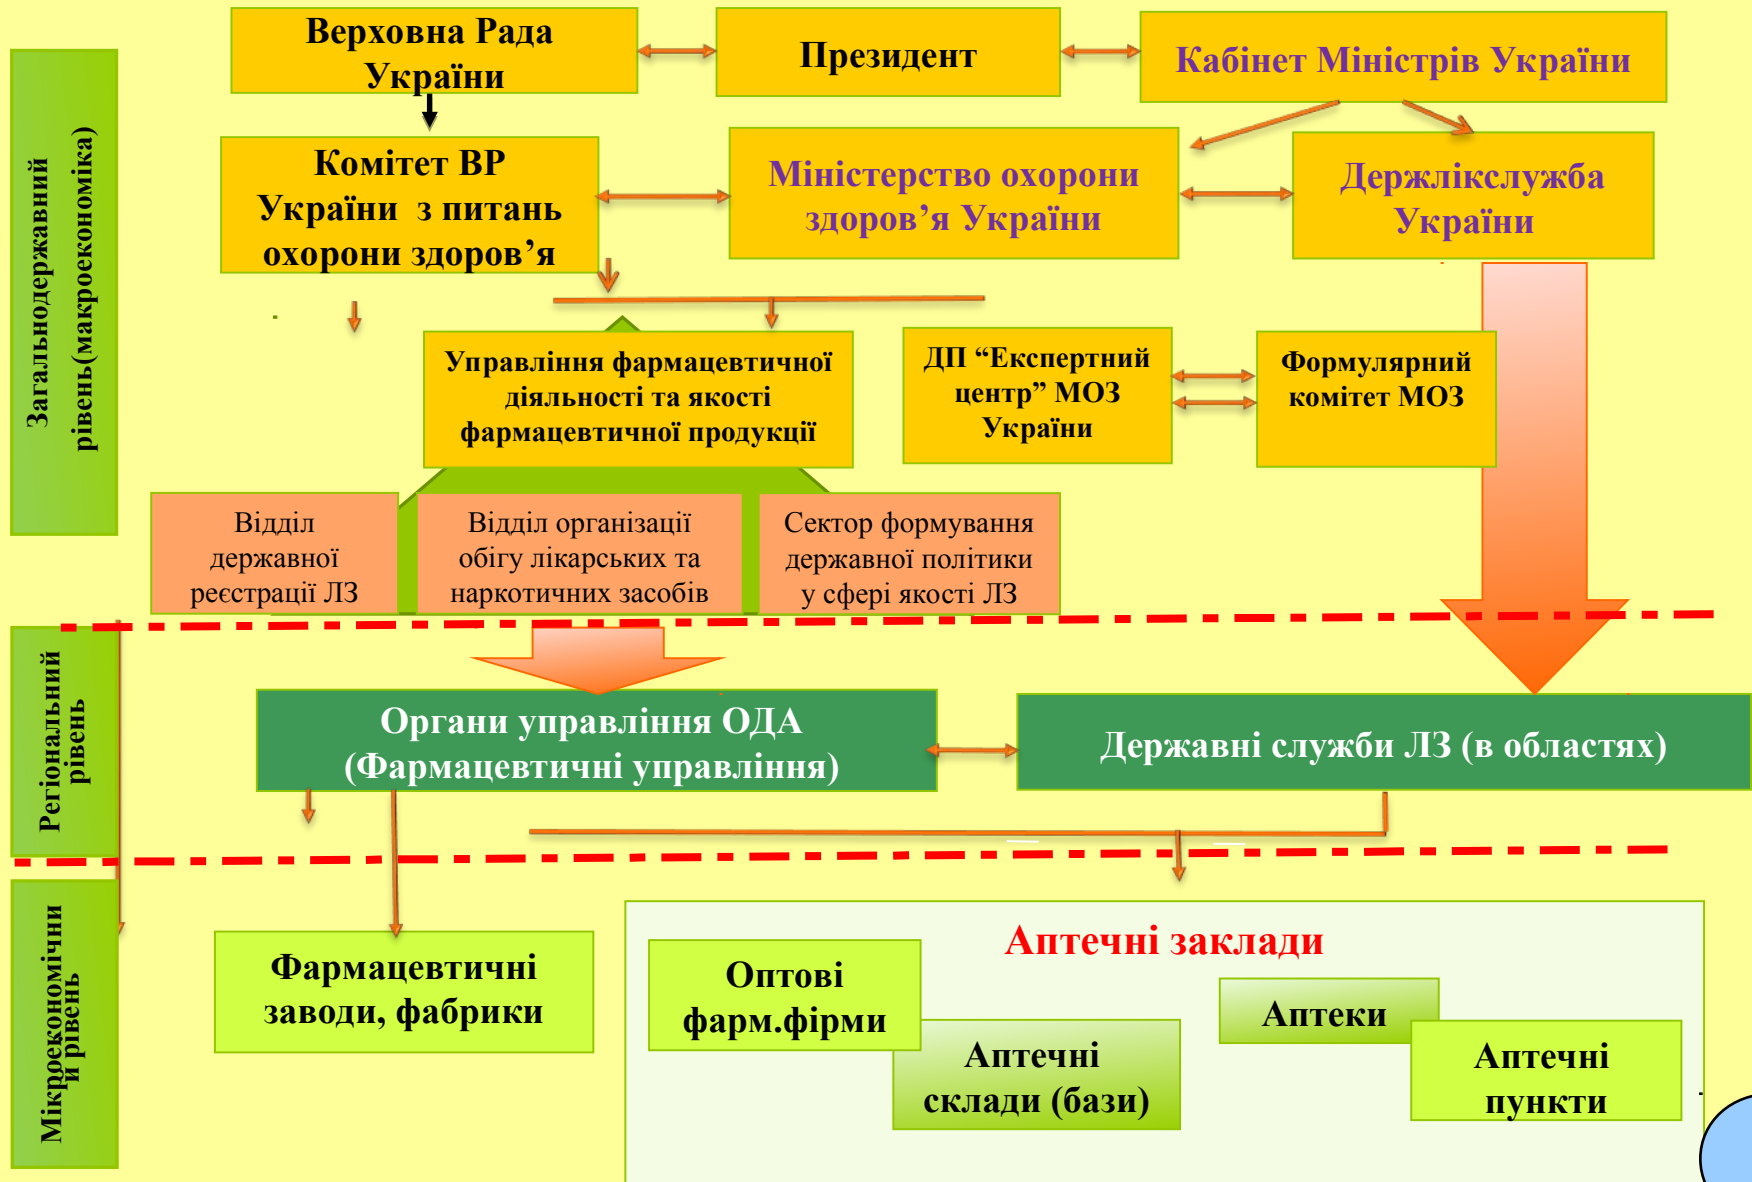 Загальнодержавний
рівень(макроекономіка)
Верховна Рада
України
Президент
Кабінет Міністрів України
Комітет ВР
України з питань
охорони здоров’я
Міністерство охорони
здоров’я України
Держлікслужба
України
Управління фармацевтичної
діяльності та якості
фармацевтичної продукції
ДП “Експертний
центр” МОЗ
України
Формулярний
комітет МОЗ
Відділ
державної
реєстрації ЛЗ
Відділ організації
обігу лікарських та
наркотичних засобів
Сектор формування
державної політики
у сфері якості ЛЗ
Регіональний
рівень
Органи управління ОДА
(Фармацевтичні управління)
Державні служби ЛЗ (в областях)
Мікроекономічни
й рівень
Фармацевтичні
заводи, фабрики
Аптечні заклади
Оптові
фарм.фірми
Аптечні
склади (бази)
Аптеки
Аптечні
пункти